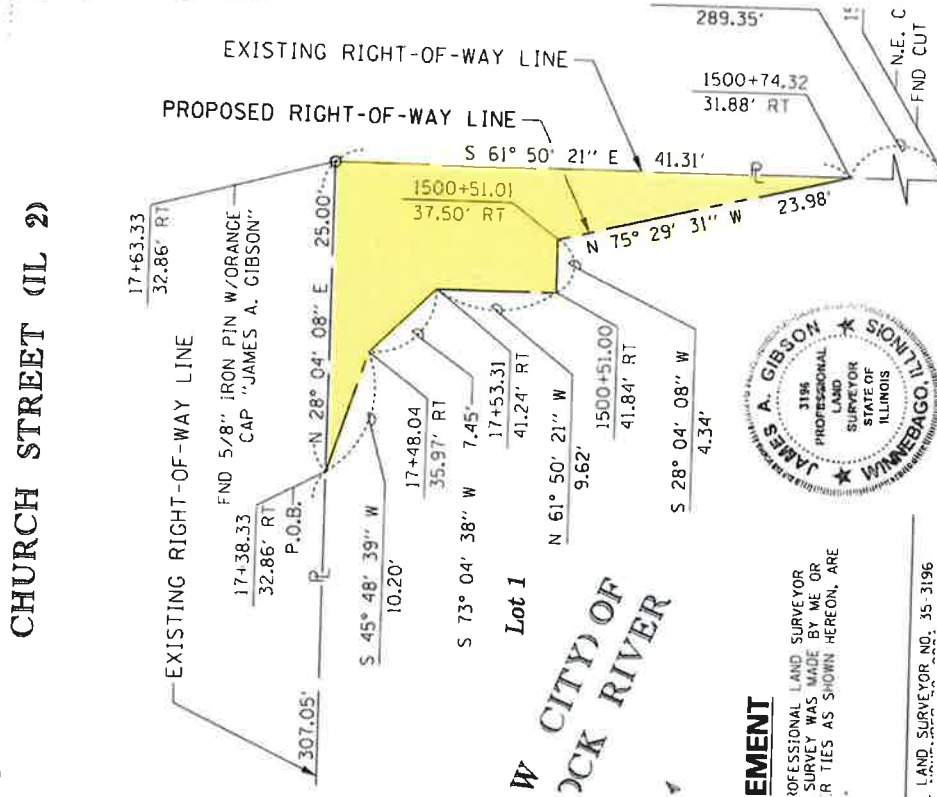 CHURCH STREET (IL 2)
EXISTING RIGHT-OF-WAY LINE
PROPOSED RIGHT-OF-WAY LINE
289.35'
N.E. C
FND CUT
1500+74.32
31.88' RT
S 61° 50' 21" E 41.31'
PL
1500+51.01
37.50' RT
N 75° 29' 31" W 23.98'
17+63.33
32.86' RT
FND 5/8" IRON PIN W/ORANGE
CAP "JAMES A. GIBSON"
N 28° 04' 08" E 25.00'
EXISTING RIGHT-OF-WAY LINE
17+38.33
32.86' RT
P.O.B.
PL
307.05'
S 45° 48' 39" W
10.20'
17+48.04
35.97' RT
S 73° 04' 38" W 7.45'
17+53.31
41.24' RT
N 61° 50' 21" W
9.62'
1500+51.00
41.84' RT
S 28° 04' 08" W
4.34'
Lot 1
W CITY) OF
OCK RIVER
JAMES A. GIBSON
3196
PROFESSIONAL
LAND
SURVEYOR
STATE OF
ILLINOIS
WINNEBAGO, ILLINOIS
EMENT
ROFESSIONAL LAND SURVEYOR
SURVEY WAS MADE BY ME OR
R TIES AS SHOWN HEREON, ARE
LAND SURVEYOR NO. 35-3196